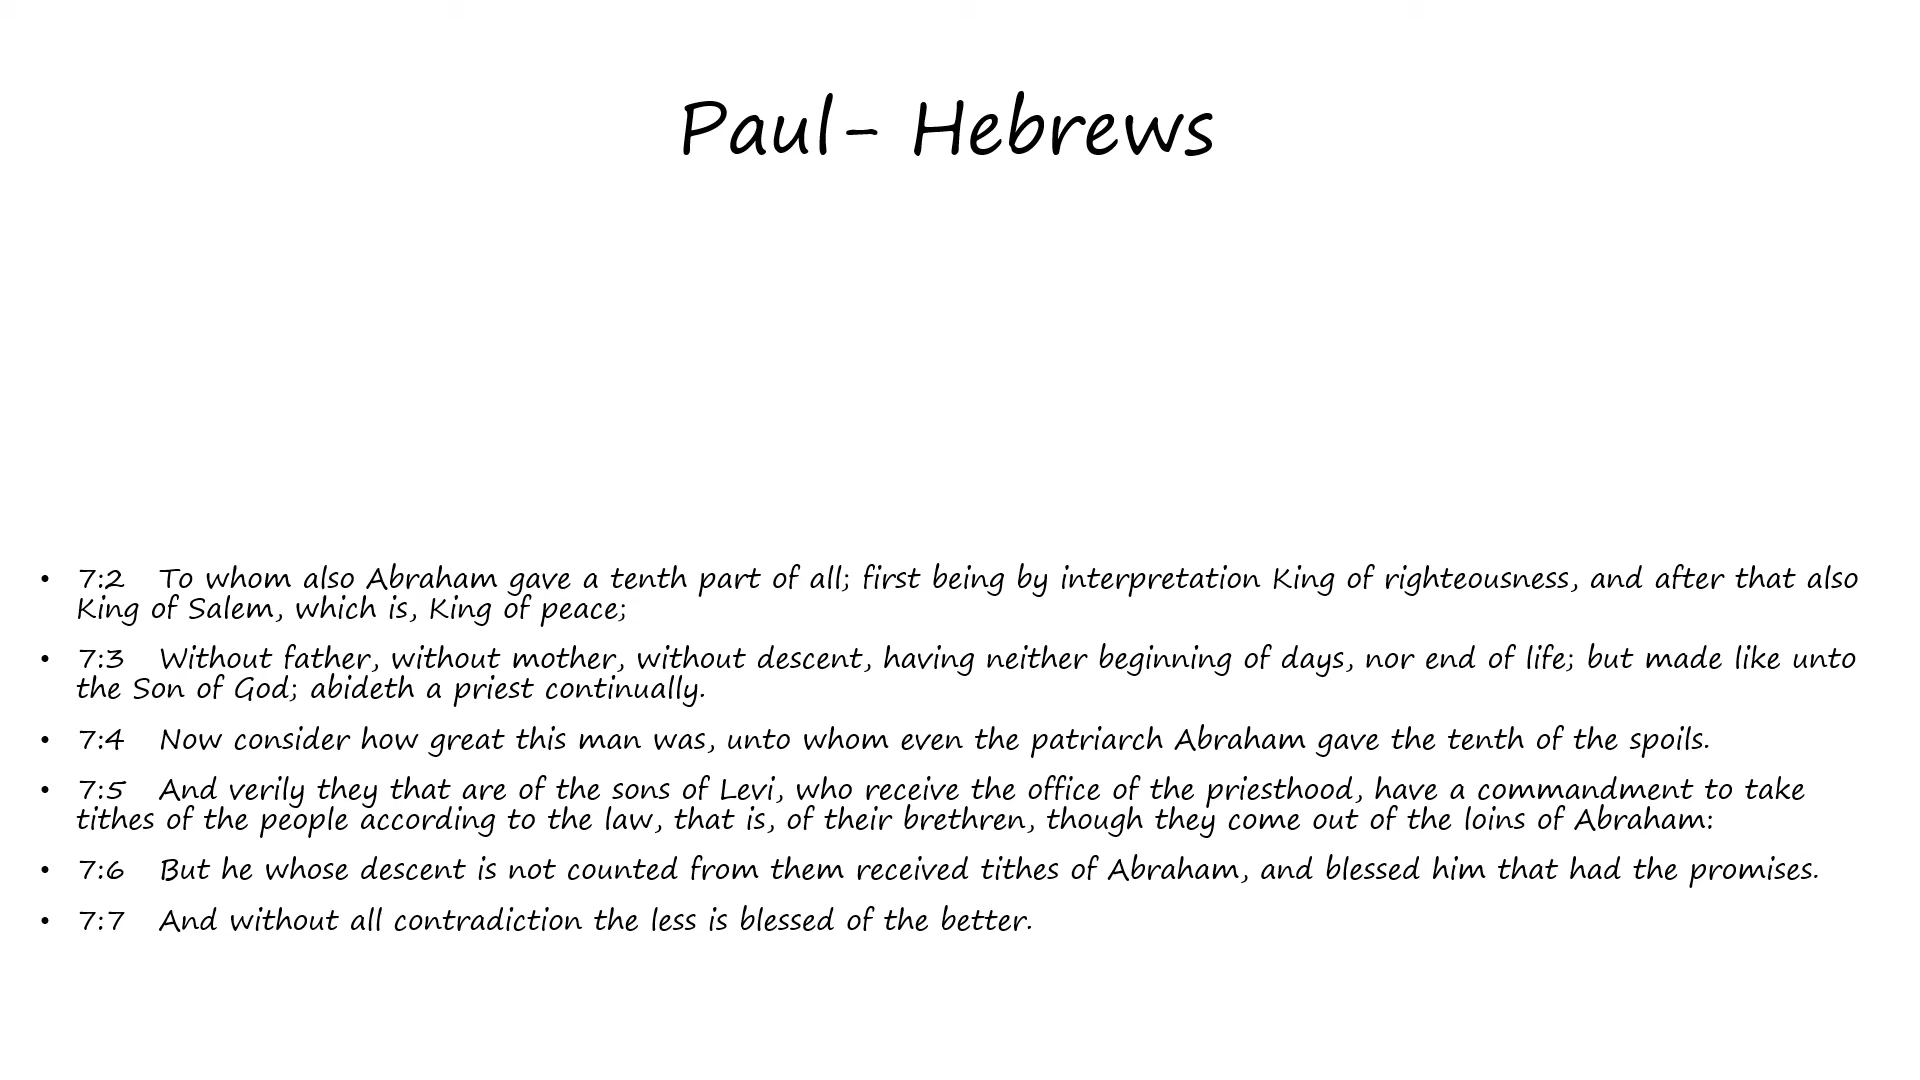 Paul- Hebrews
• 7:2 To whom also Abraham gave a tenth part of all; first being by interpretation King of righteousness, and after that also
King of Salem, which is, King of peace;
• 7:3 Without father, without mother, without descent, having neither beginning of days, nor end of life; but made like unto
the Son of God; abideth a priest continually.
• 7:4 Now consider how great this man was, unto whom even the patriarch Abraham gave the tenth of the spoils.
• 7:5 And verily they that are of the sons of Levi, who receive the office of the priesthood, have a commandment to take
tithes of the people according to the law, that is, of their brethren, though they come out of the loins of Abraham:
• 7:6 But he whose descent is not counted from them received tithes of Abraham, and blessed him that had the promises.
• 7:7 And without all contradiction the less is blessed of the better.